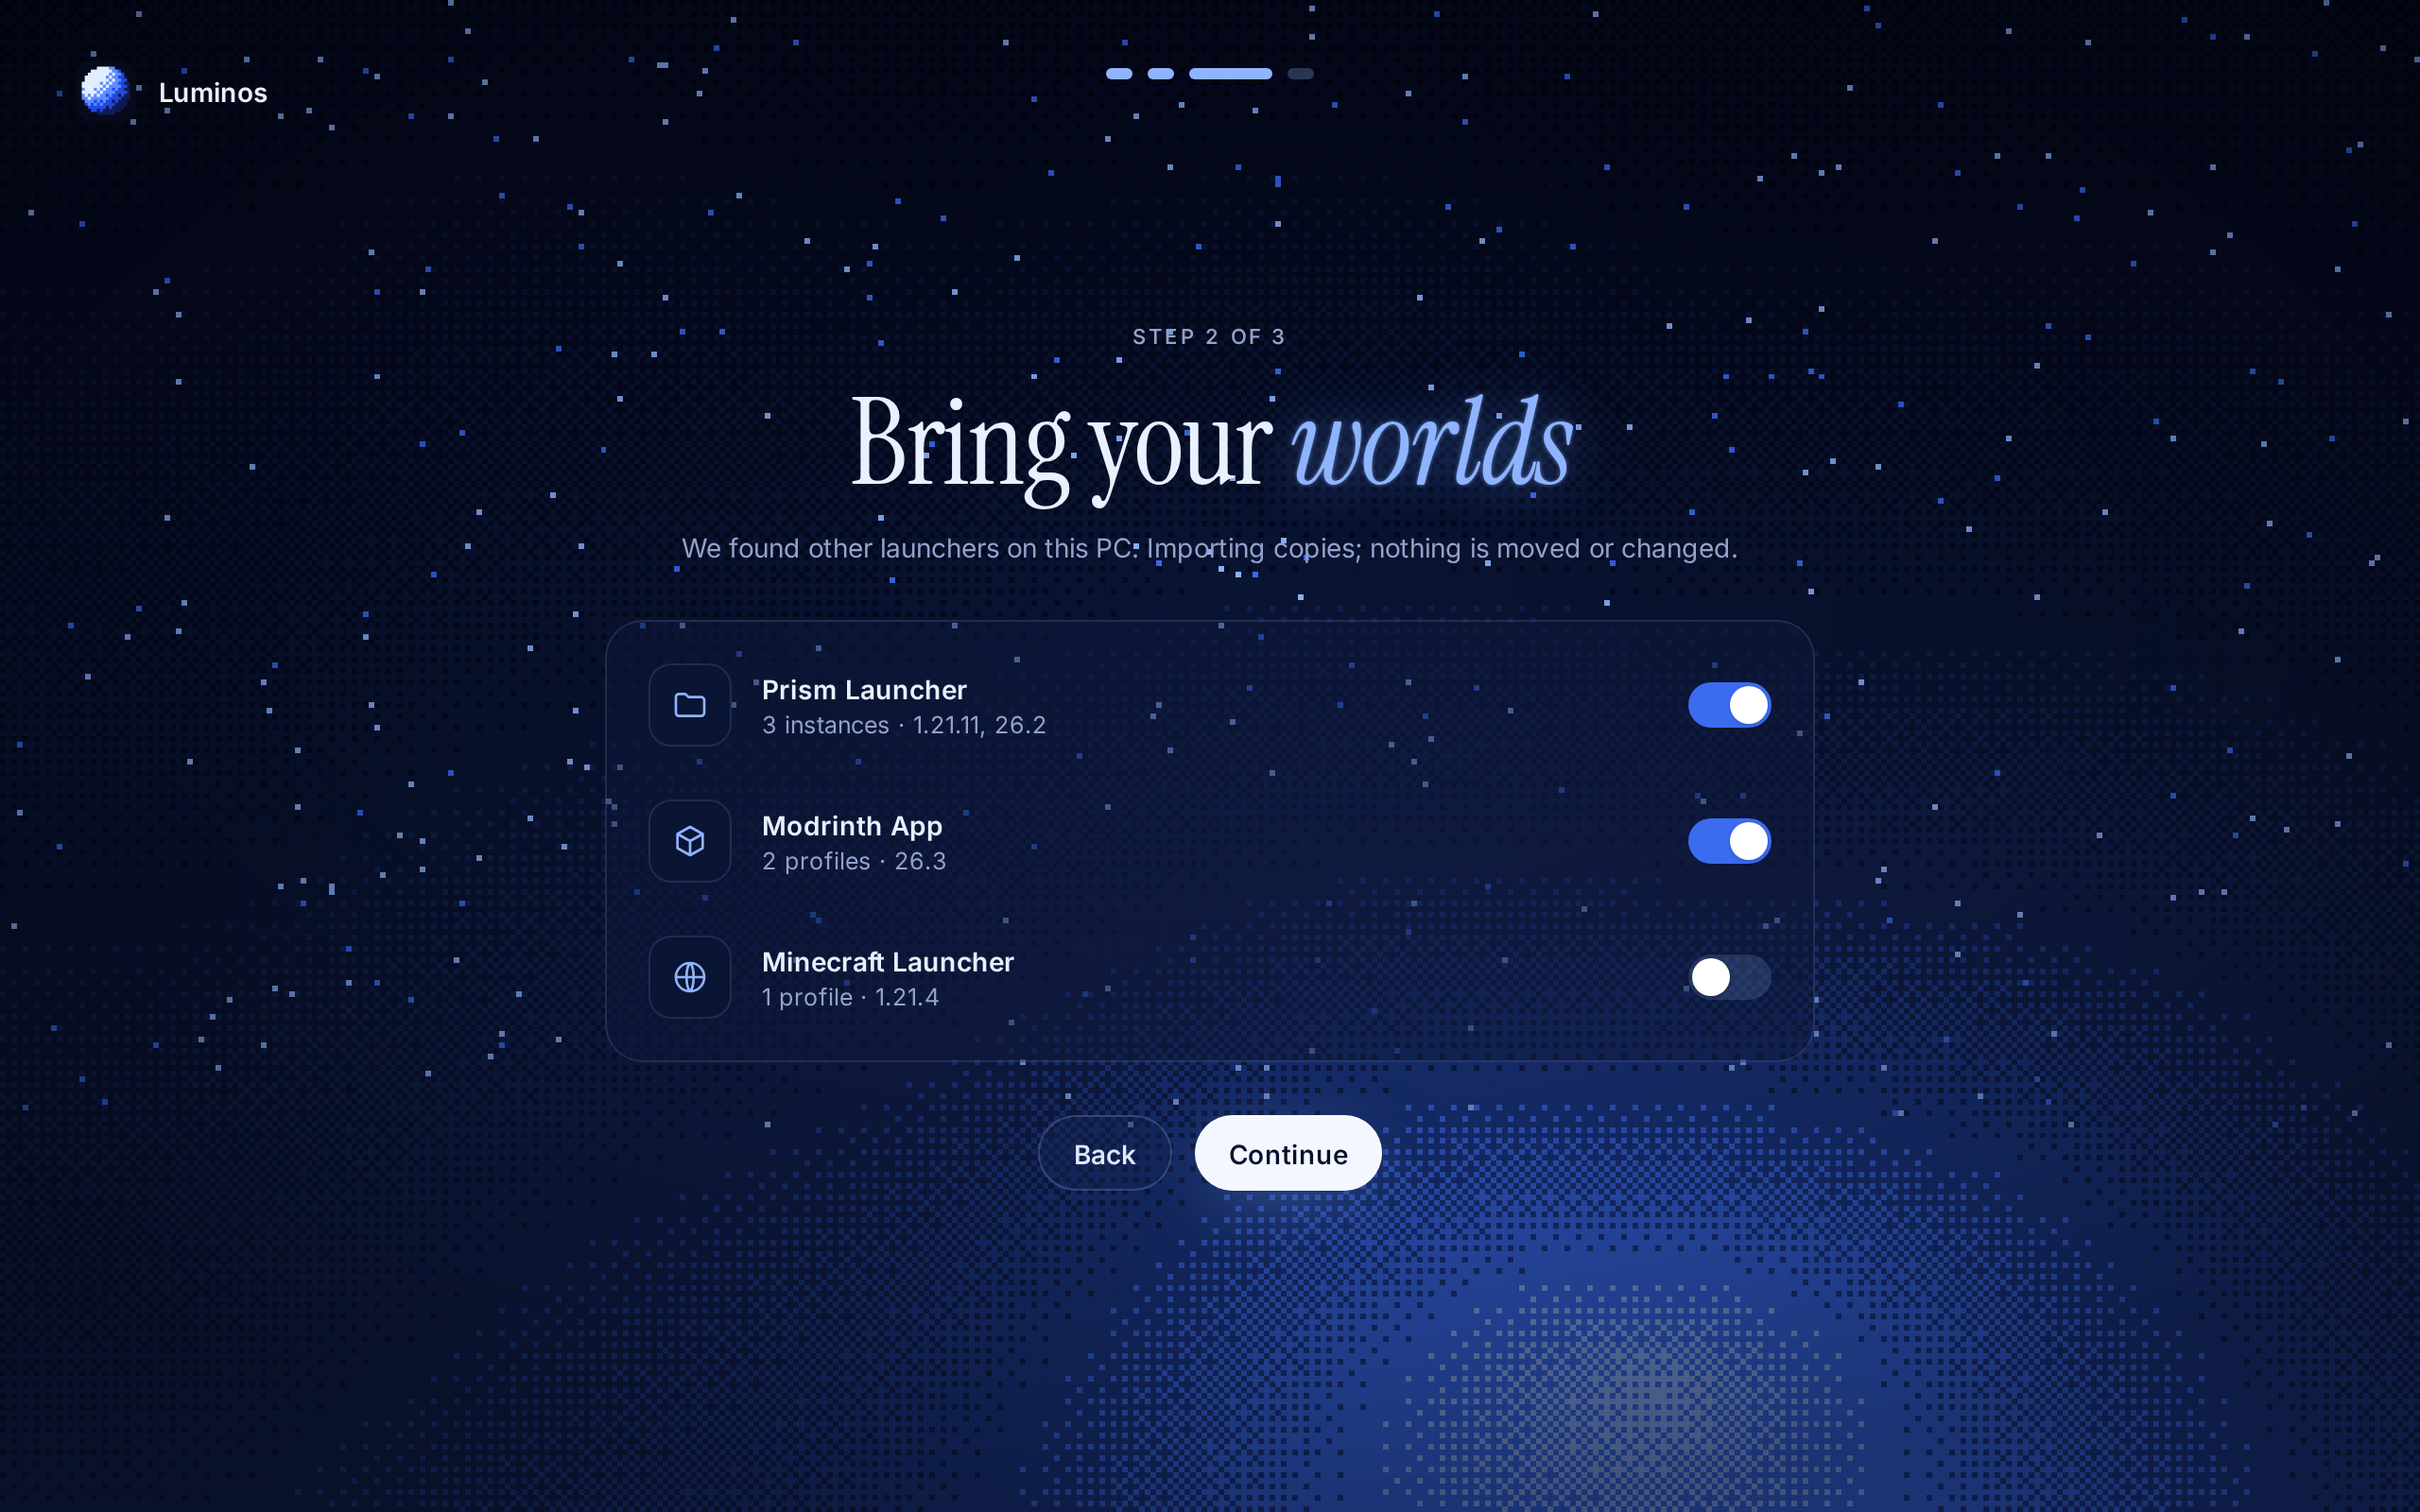 Luminos
STEP 2 OF 3
Bring your worlds
We found other launchers on this PC. Importing copies; nothing is moved or changed.
Prism Launcher
3 instances · 1.21.11, 26.2
Modrinth App
2 profiles · 26.3
Minecraft Launcher
1 profile · 1.21.4
Back
Continue